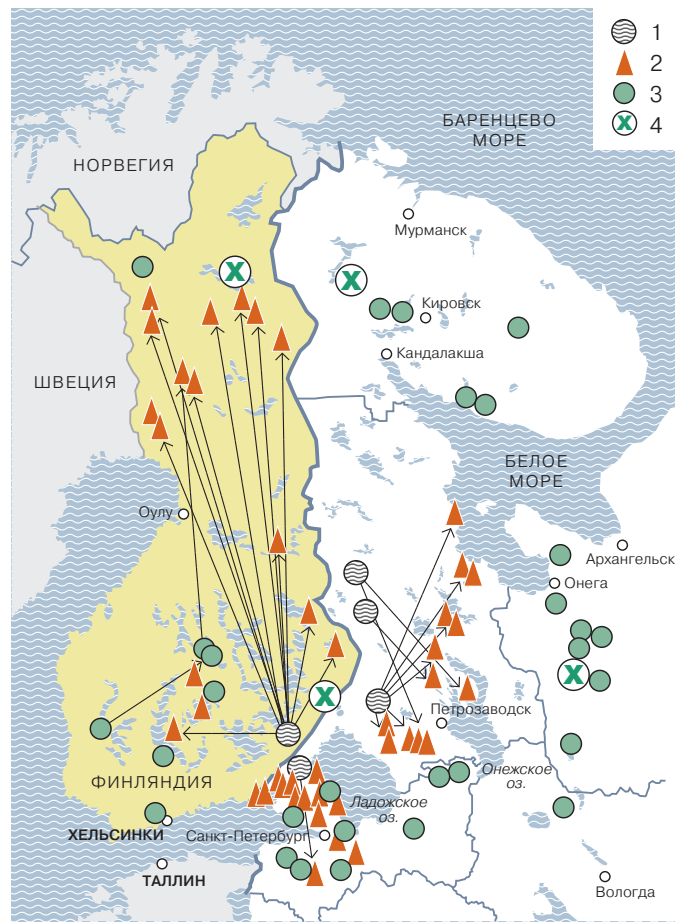 1
2
3
4
БАРЕНЦЕВО
МОРЕ
НОРВЕГИЯ
Мурманск
Кировск
Кандалакша
ШВЕЦИЯ
БЕЛОЕ
МОРЕ
Оулу
Архангельск
Онега
Петрозаводск
Онежское
оз.
ФИНЛЯНДИЯ
Ладожское
оз.
ХЕЛЬСИНКИ
Санкт-Петербург
ТАЛЛИН
Вологда